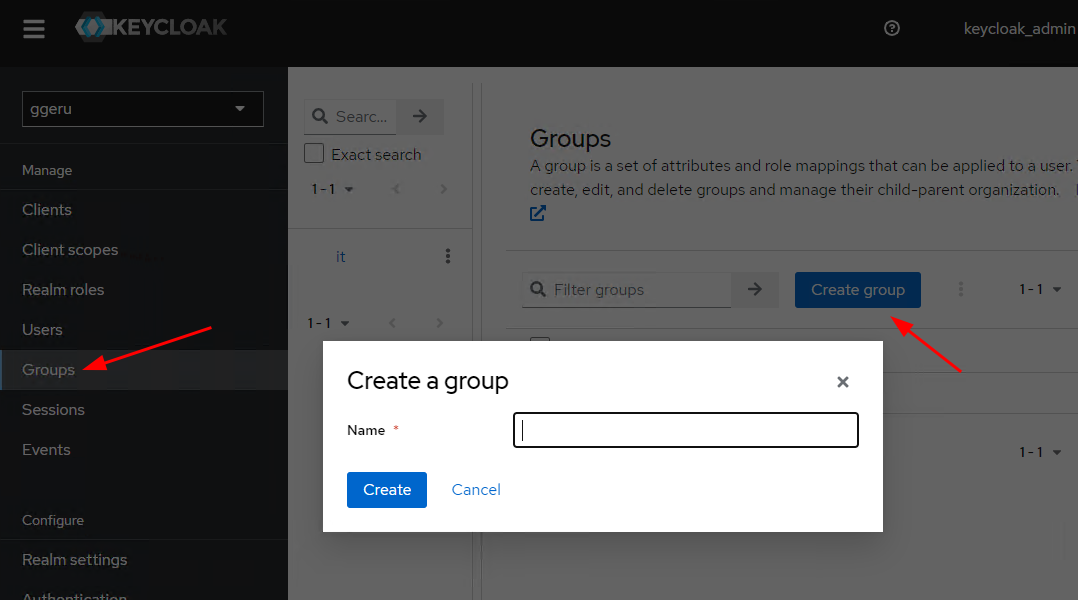 KEYCLOAK
keycloak_admin
ggeru
Manage
Clients
Client scopes
Realm roles
Users
Groups
Sessions
Events
Configure
Realm settings
Authentication
Searc...
Exact search
1 - 1
it
1 - 1
Groups
A group is a set of attributes and role mappings that can be applied to a user.
create, edit, and delete groups and manage their child-parent organization.
Filter groups
Create group
1 - 1
1 - 1
Create a group
Name *
Create
Cancel